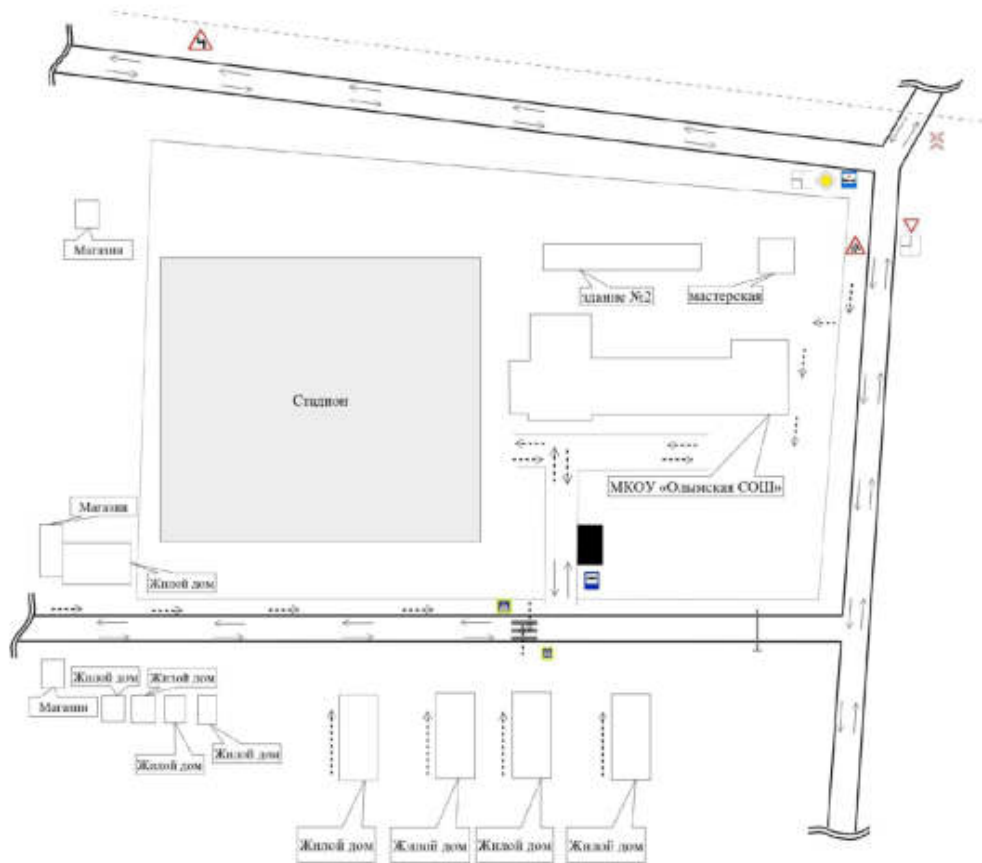 Магазин
здание №2
мастерская
Стадион
МКОУ «Олымская СОШ»
Магазин
Жилой дом
Жилой дом
Жилой дом
Магазин
Жилой дом
Жилой дом
Жилой дом
Жилой дом
Жилой дом
Жилой дом